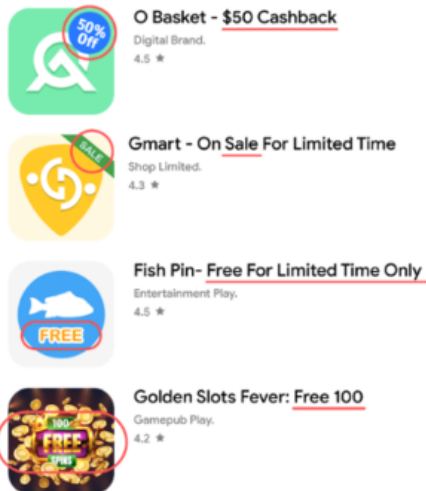 50%
Off
O Basket - $50 Cashback
Digital Brand.
4.5 ★
SALE
Gmart - On Sale For Limited Time
Shop Limited.
4.3 ★
FREE
Fish Pin- Free For Limited Time Only
Entertainment Play.
4.5 ★
100
FREE
SPINS
Golden Slots Fever: Free 100
Gamepub Play.
4.2 ★